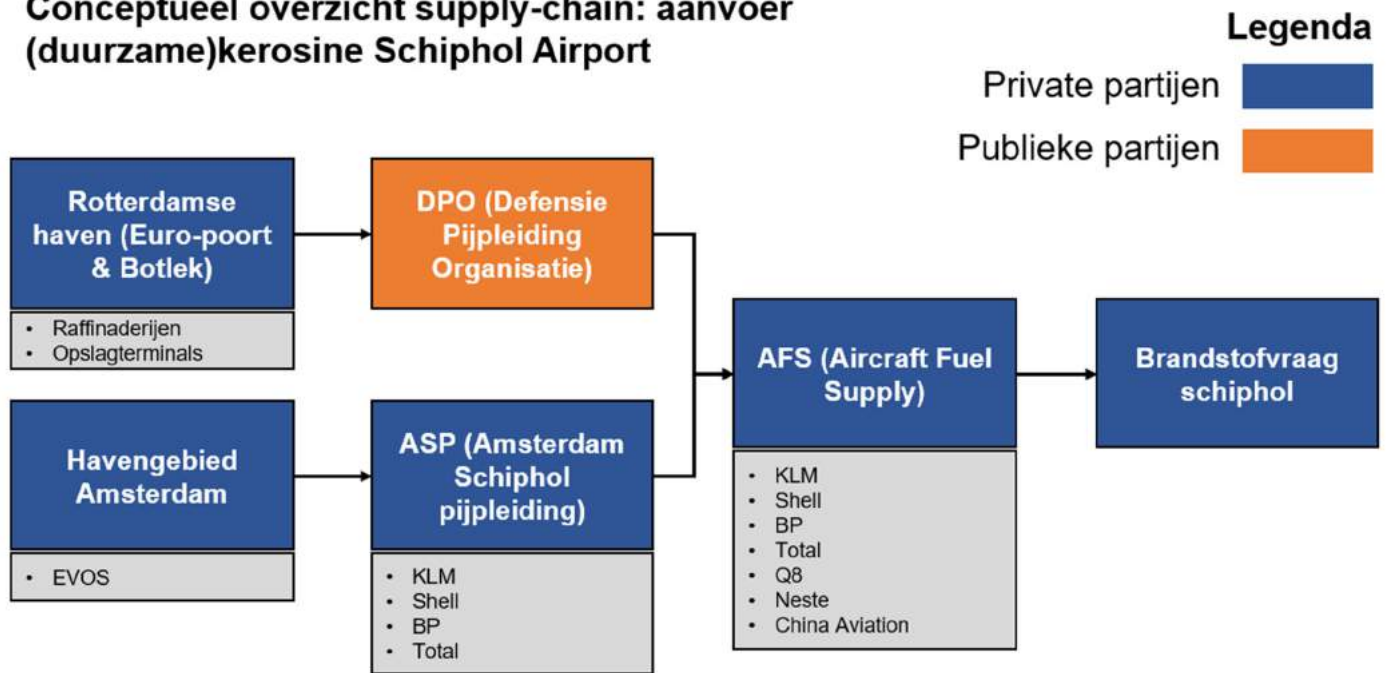 Conceptueel overzicht supply-chain: aanvoer
(duurzame)kerosine Schiphol Airport
Legenda
Private partijen
Publieke partijen
Rotterdamse
haven (Euro-poort
& Botlek)
• Raffinaderijen
• Opslagterminals
DPO (Defensie
Pijpleiding
Organisatie)
Havengebied
Amsterdam
• EVOS
ASP (Amsterdam
Schiphol
pijpleiding)
• KLM
• Shell
• BP
• Total
AFS (Aircraft Fuel
Supply)
• KLM
• Shell
• BP
• Total
• Q8
• Neste
• China Aviation
Brandstofvraag
schiphol